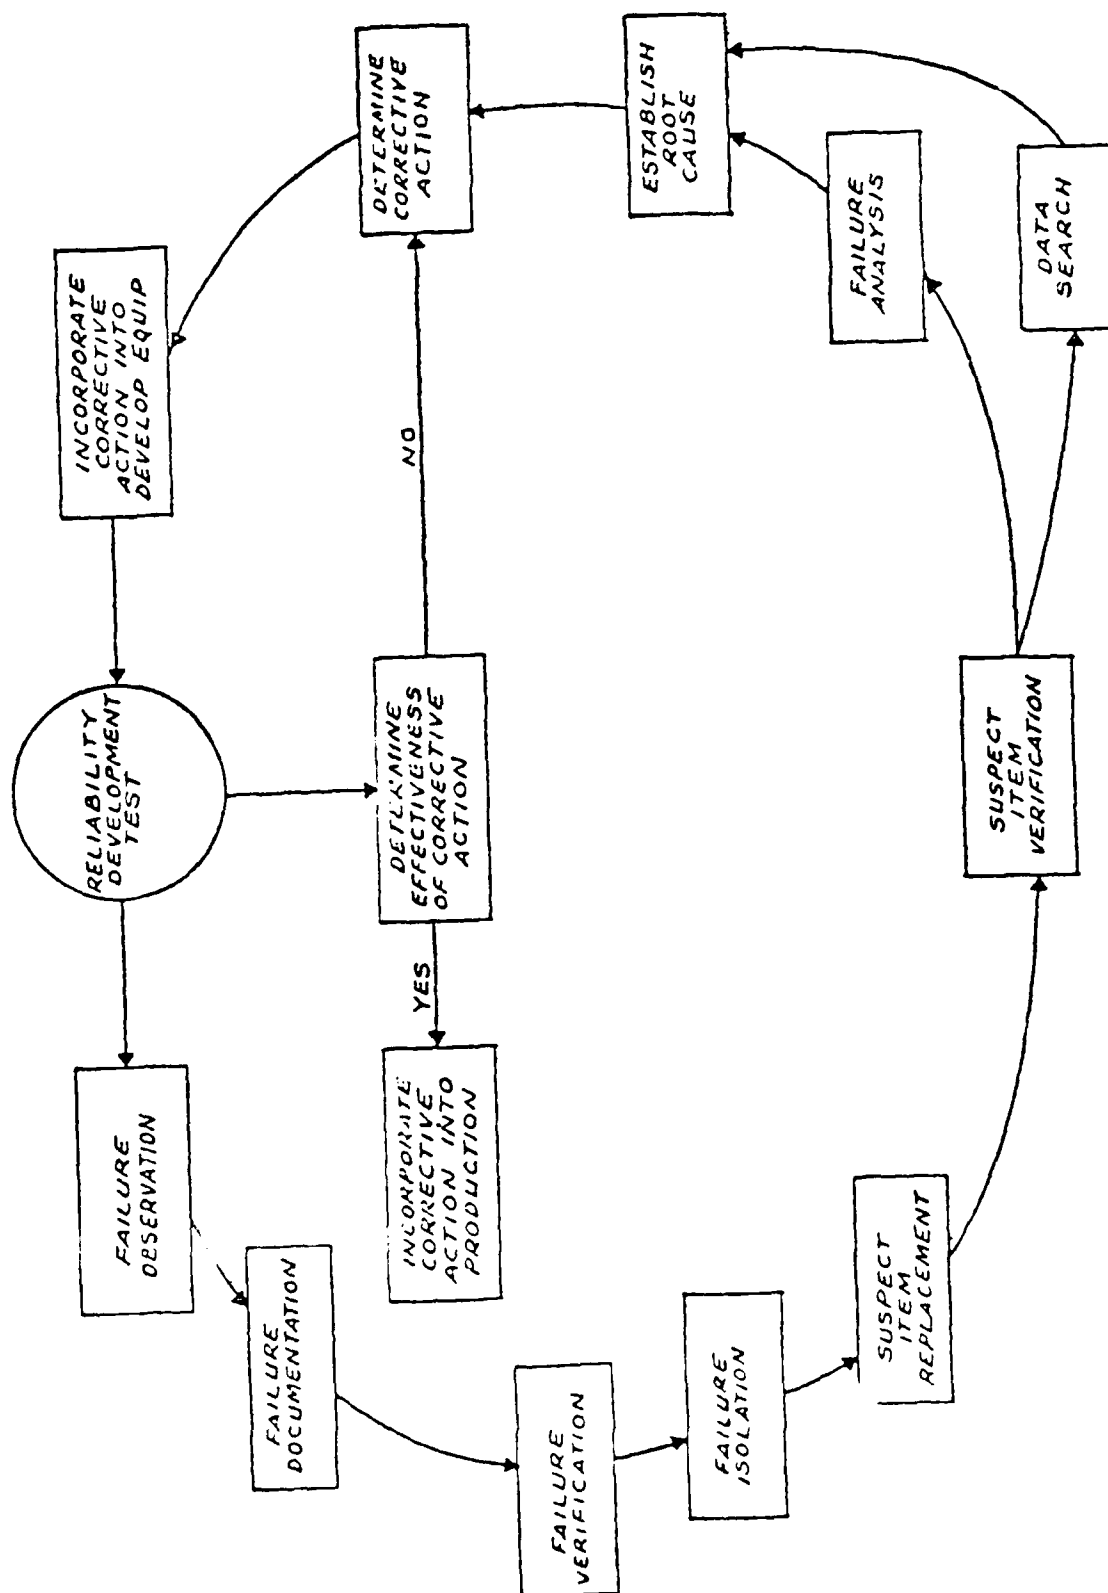 RELIABILITY
DEVELOPMENT
TEST
FAILURE
OBSERVATION
FAILURE
DOCUMENTATION
FAILURE
VERIFICATION
FAILURE
ISOLATION
SUSPECT
ITEM
REPLACEMENT
SUSPECT
ITEM
VERIFICATION
FAILURE
ANALYSIS
DATA
SEARCH
ESTABLISH
ROOT
CAUSE
DETERMINE
CORRECTIVE
ACTION
INCORPORATE
CORRECTIVE
ACTION INTO
DEVELOP EQUIP
DETERMINE
EFFECTIVENESS
OF CORRECTIVE
ACTION
NO
YES
INCORPORATE
CORRECTIVE
ACTION INTO
PRODUCTION